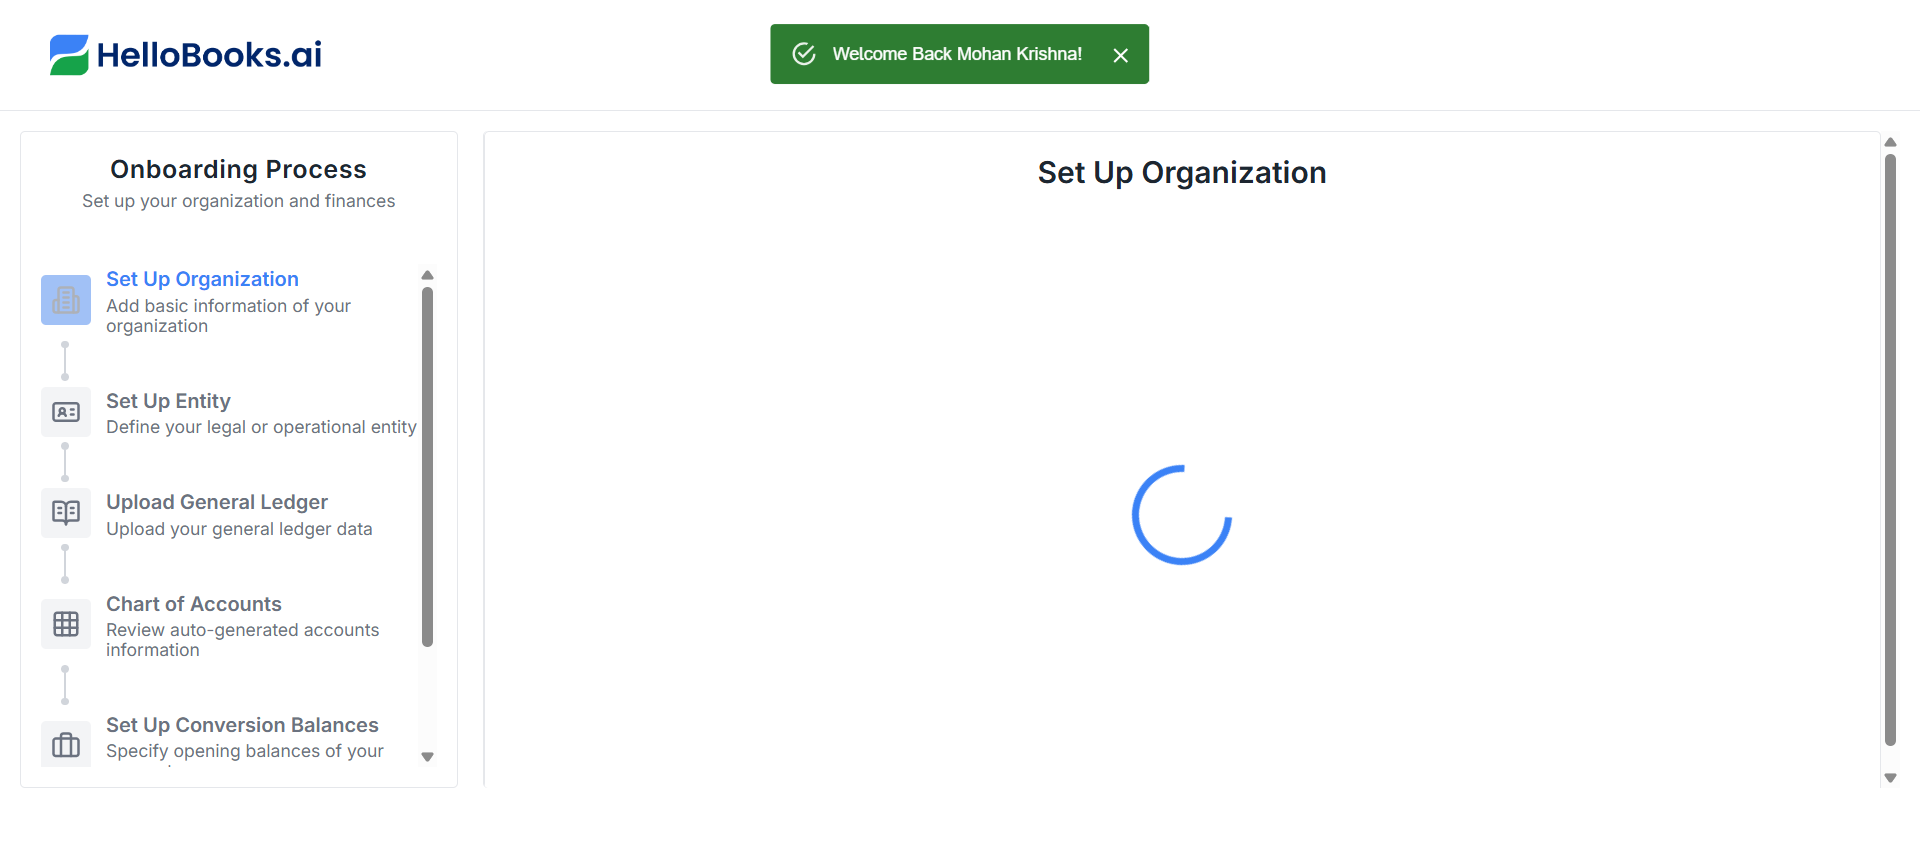 HelloBooks.ai
Welcome Back Mohan Krishna!
Onboarding Process
Set up your organization and finances
Set Up Organization
Add basic information of your
organization
Set Up Entity
Define your legal or operational entity
Upload General Ledger
Upload your general ledger data
Chart of Accounts
Review auto-generated accounts
information
Set Up Conversion Balances
Specify opening balances of your
Set Up Organization